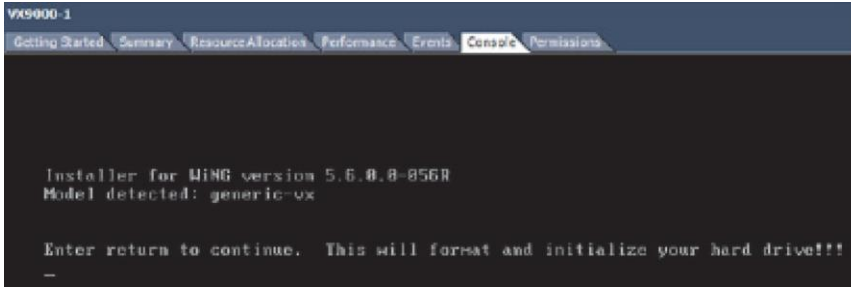 VX9000-1
Getting Started Summary Resource Allocation Performance Events Console Permissions
Installer for WiNG version 5.6.0.0-056R
Model detected: generic-vx
Enter return to continue. This will format and initialize your hard drive!!!
_